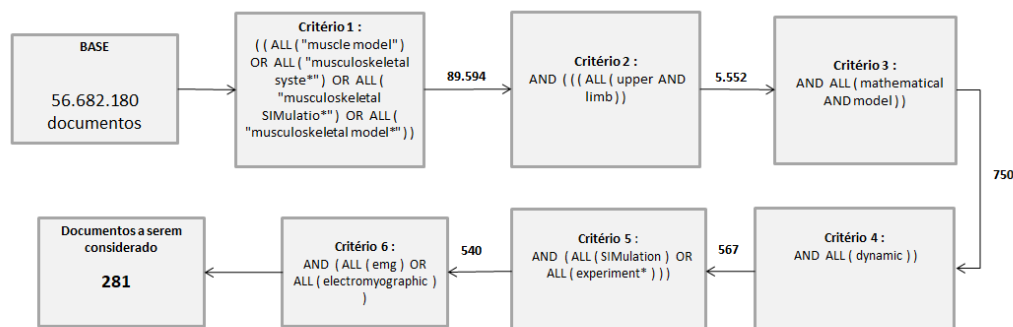 BASE
56.682.180
documentos
Critério 1 :
( ( ALL ( "muscle model")
OR ALL ( "musculoskeletal
syste*" ) OR ALL (
"musculoskeletal
SIMulatio*" ) OR ALL (
"musculoskeletal model*" ) )
89.594
Critério 2 :
AND ( ( ( ALL ( upper AND
limb ) )
5.552
Critério 3 :
AND ALL ( mathematical
AND model ) )
750
Critério 4 :
AND ALL ( dynamic ) )
567
Critério 5 :
AND ( ALL ( SIMulation ) OR
ALL ( experiment* ) ) )
540
Critério 6 :
AND ( ALL ( emg ) OR
ALL ( electromyographic )
)
Documentos a serem
considerado
281